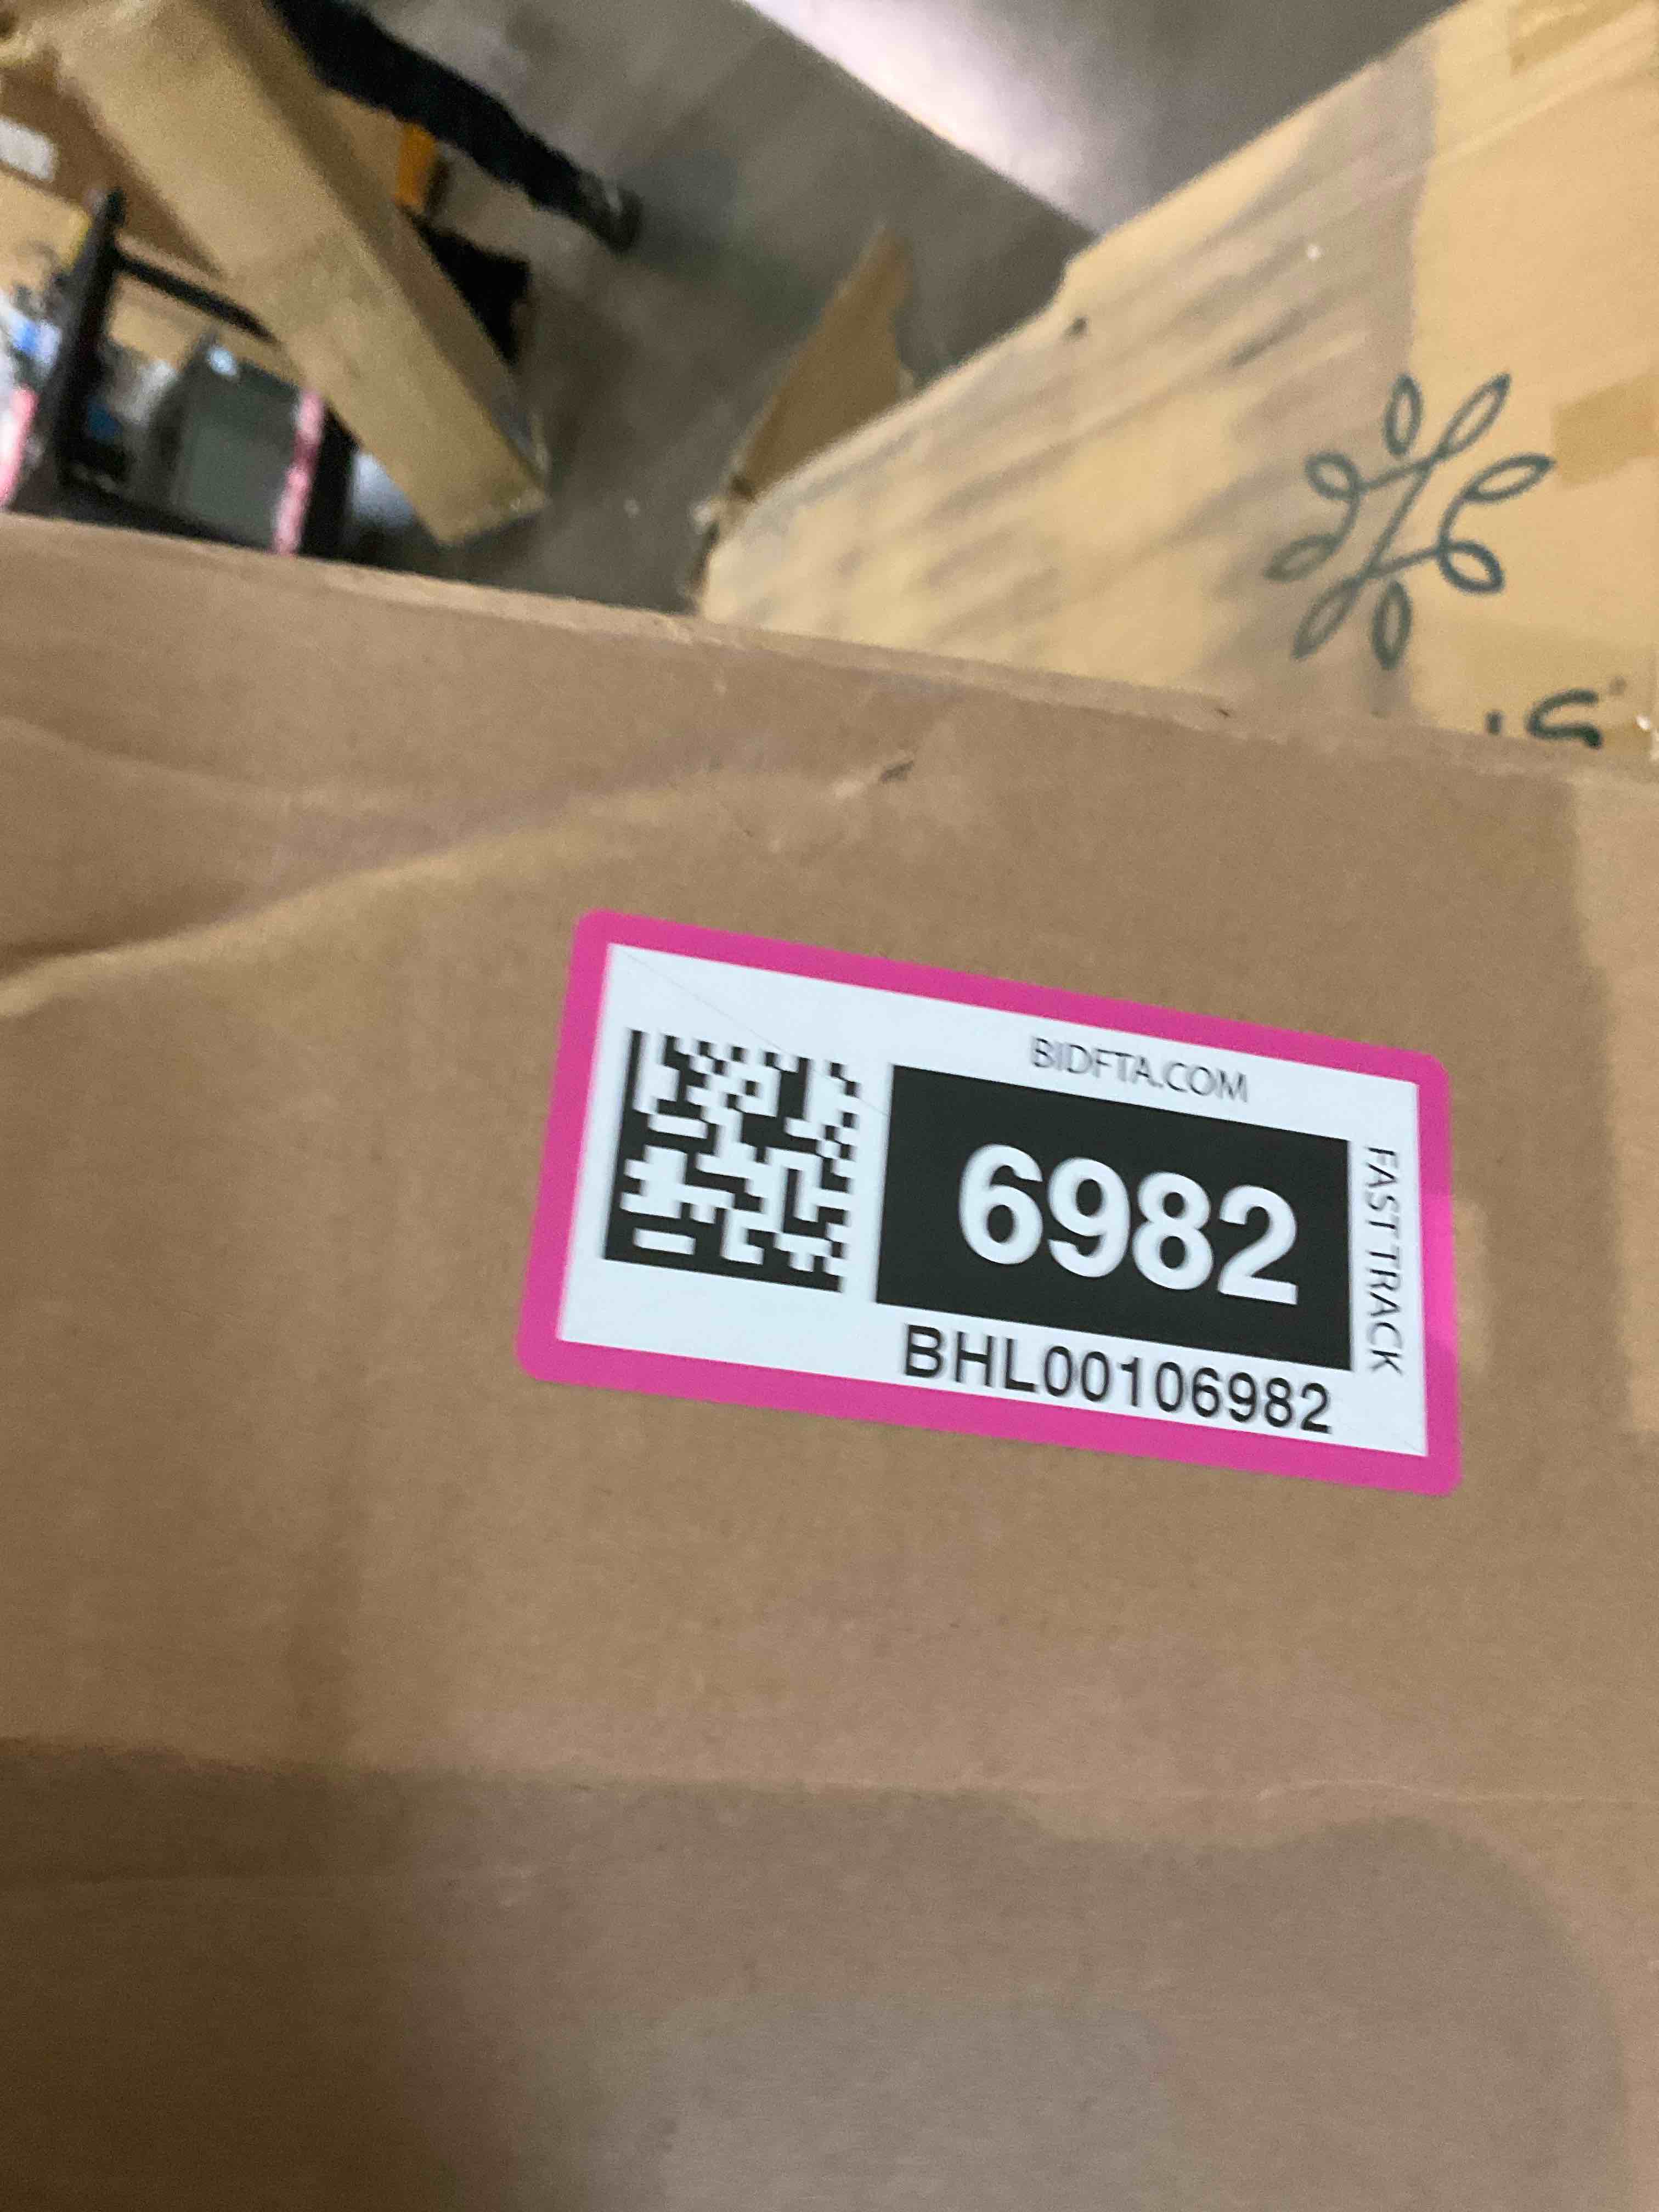 BIDFTA.COM
6982
FAST TRACK
BHL00106982